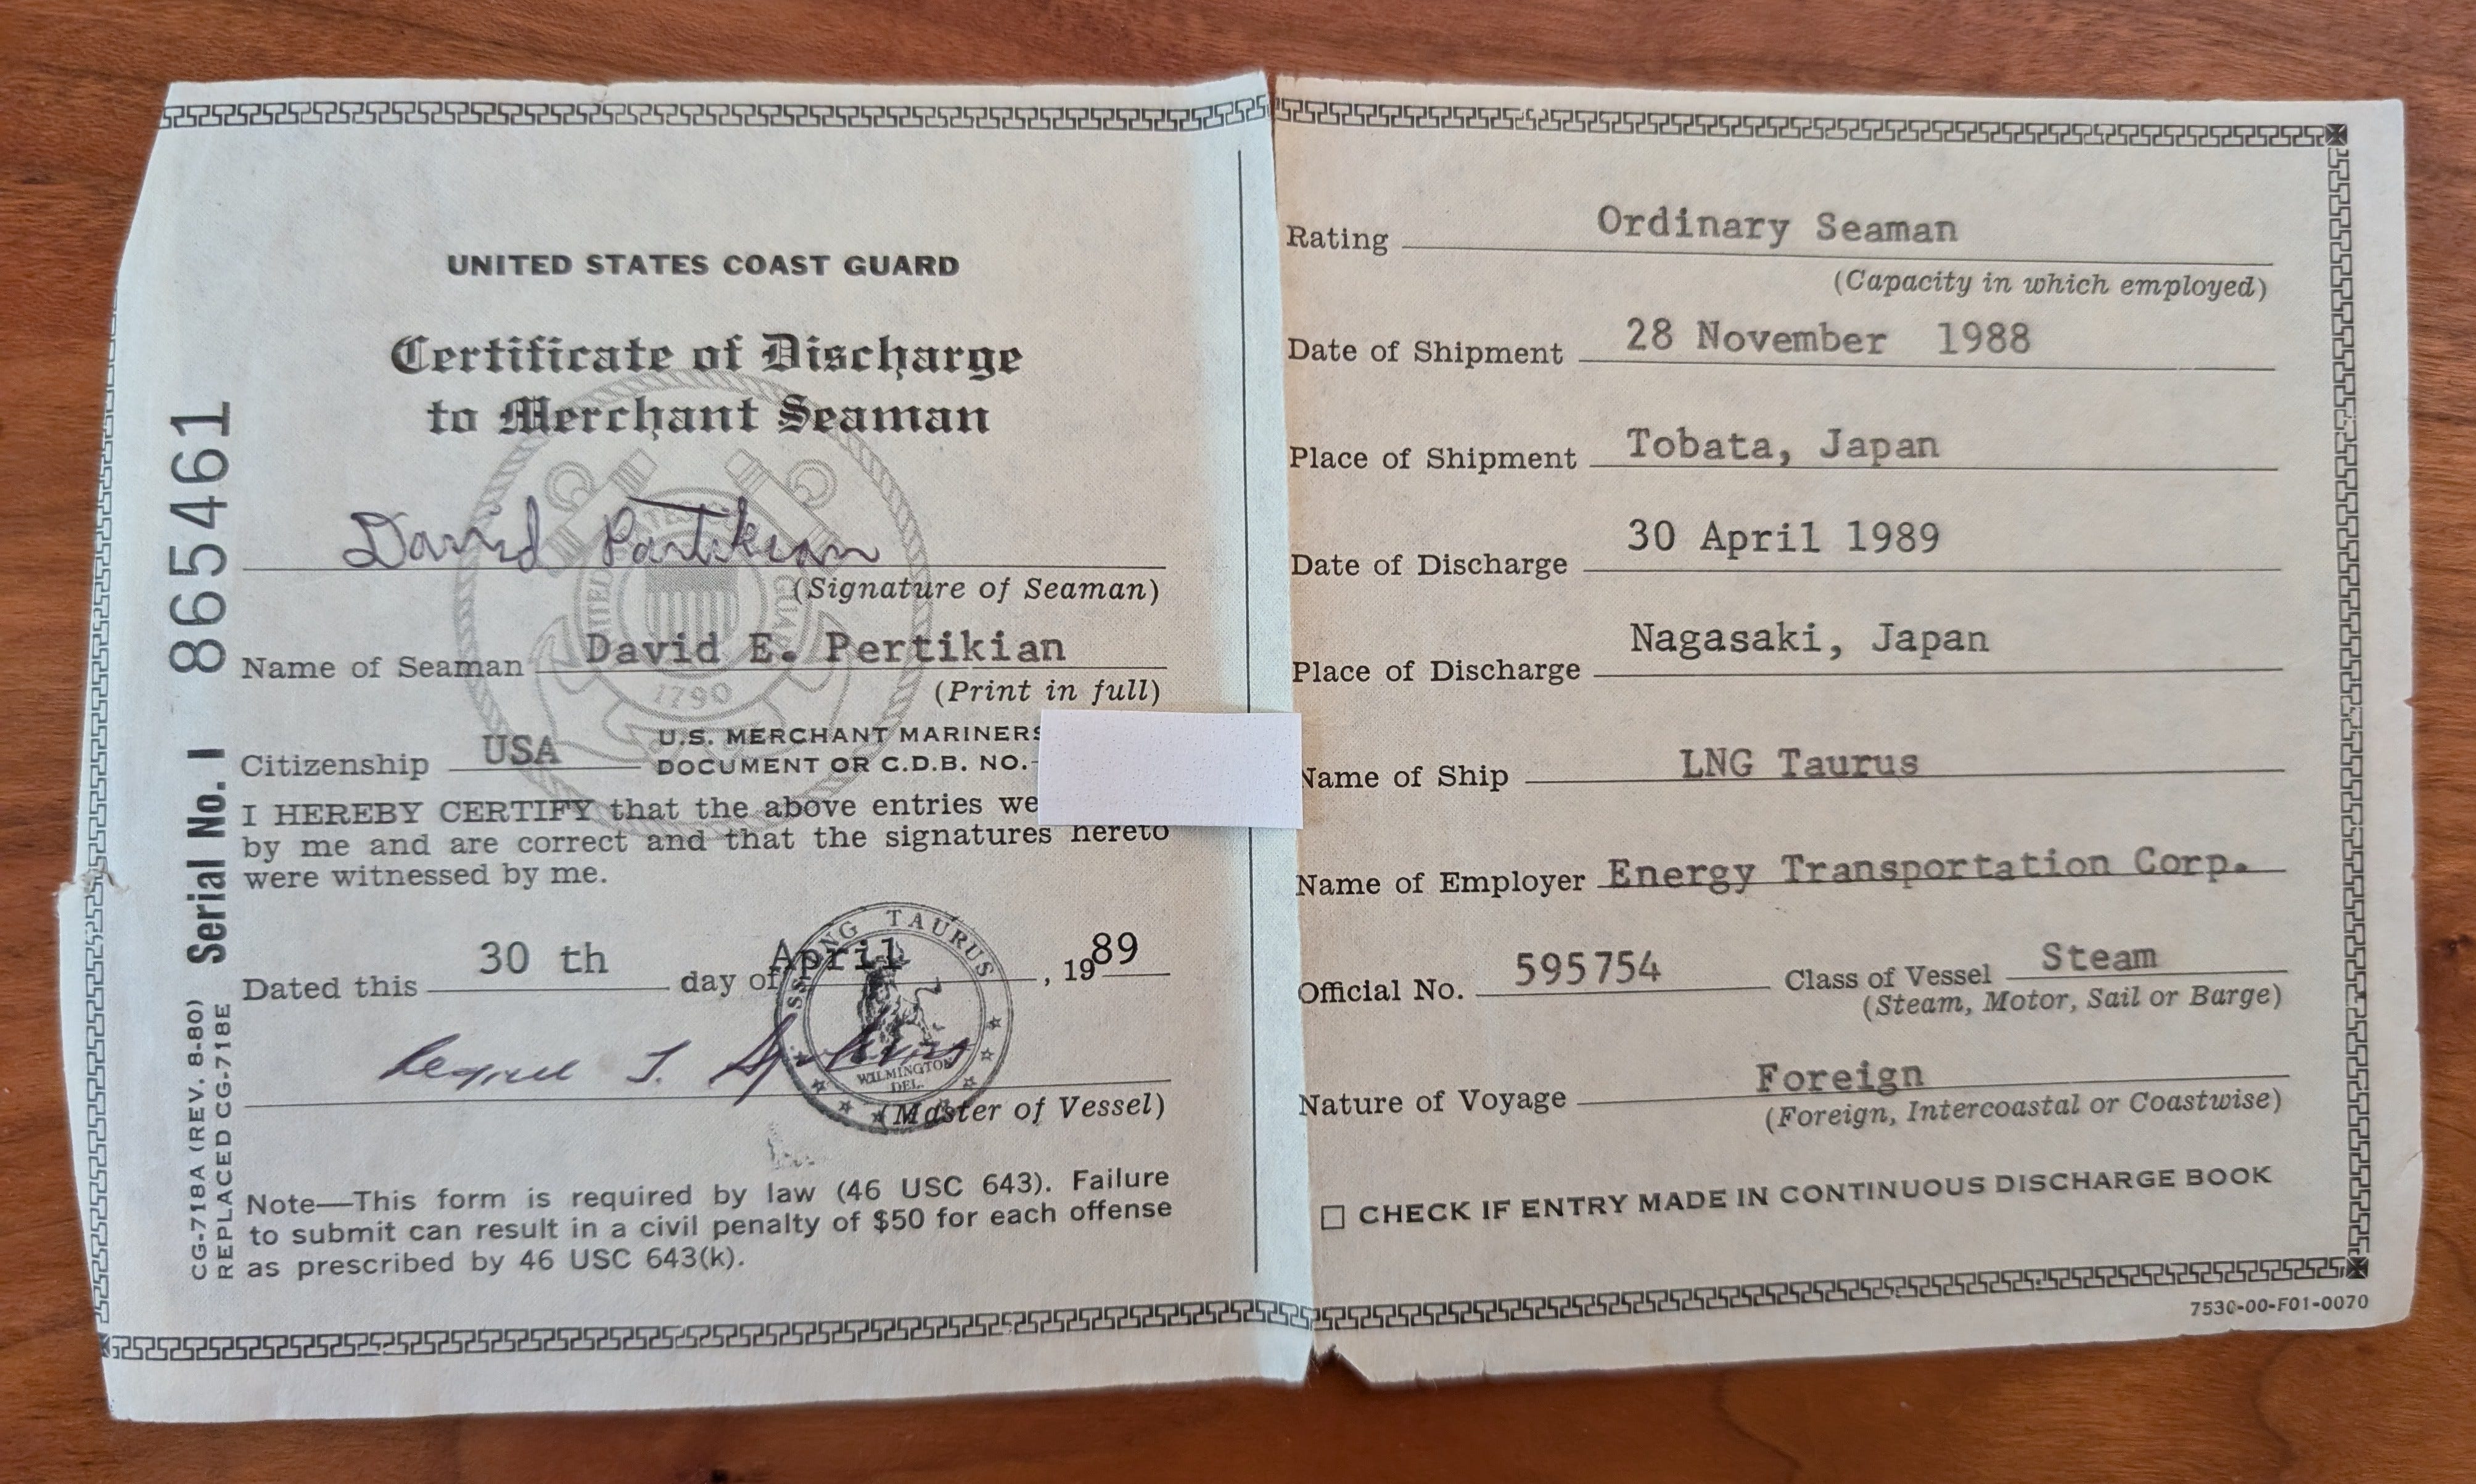 UNITED STATES COAST GUARD
Certificate of Discharge
to Merchant Seaman
David Partikian
(Signature of Seaman)
Name of Seaman David E. Pertikian
(Print in full)
1790
Citizenship USA U.S. MERCHANT MARINERS
DOCUMENT OR C.D.B. NO.
I HEREBY CERTIFY that the above entries we
by me and are correct and that the signatures hereto
were witnessed by me.
Dated this 30 th day of April, 1989
LNG TAURUS
WILMINGTON
DEL.
(Master of Vessel)
Note—This form is required by law (46 USC 643). Failure
to submit can result in a civil penalty of $50 for each offense
as prescribed by 46 USC 643(k).
Serial No. I 865461
CG-718A (REV. 8-80)
REPLACED CG-718E
Rating Ordinary Seaman
(Capacity in which employed)
Date of Shipment 28 November 1988
Place of Shipment Tobata, Japan
Date of Discharge 30 April 1989
Place of Discharge Nagasaki, Japan
Name of Ship LNG Taurus
Name of Employer Energy Transportation Corp.
Official No. 595754 Class of Vessel Steam
(Steam, Motor, Sail or Barge)
Nature of Voyage Foreign
(Foreign, Intercoastal or Coastwise)
CHECK IF ENTRY MADE IN CONTINUOUS DISCHARGE BOOK
7530-00-F01-0070